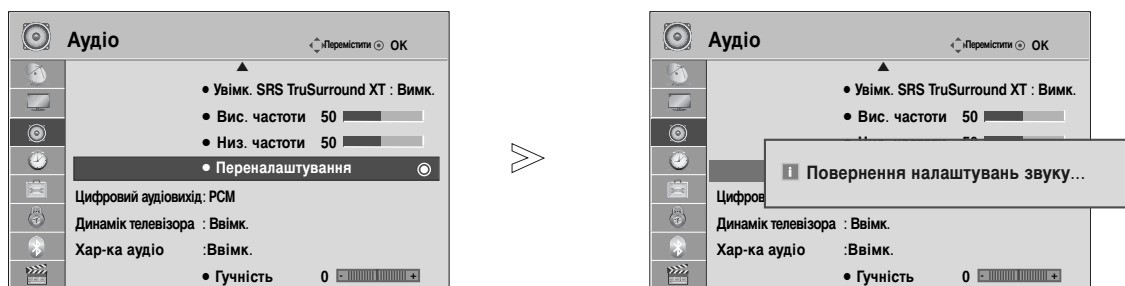 Аудіо
Перемістити OK
● Увімк. SRS TruSurround XT : Вимк.
● Вис. частоти 50
● Низ. частоти 50
● Переналаштування
Цифровий аудіовихід: PCM
Динамік телевізора : Ввімк.
Хар-ка аудіо :Ввімк.
● Гучність 0 - +
Аудіо
Перемістити OK
● Увімк. SRS TruSurround XT : Вимк.
● Вис. частоти 50
i Повернення налаштувань звуку...
Динамік телевізора : Ввімк.
Хар-ка аудіо :Ввімк.
● Гучність 0 - +